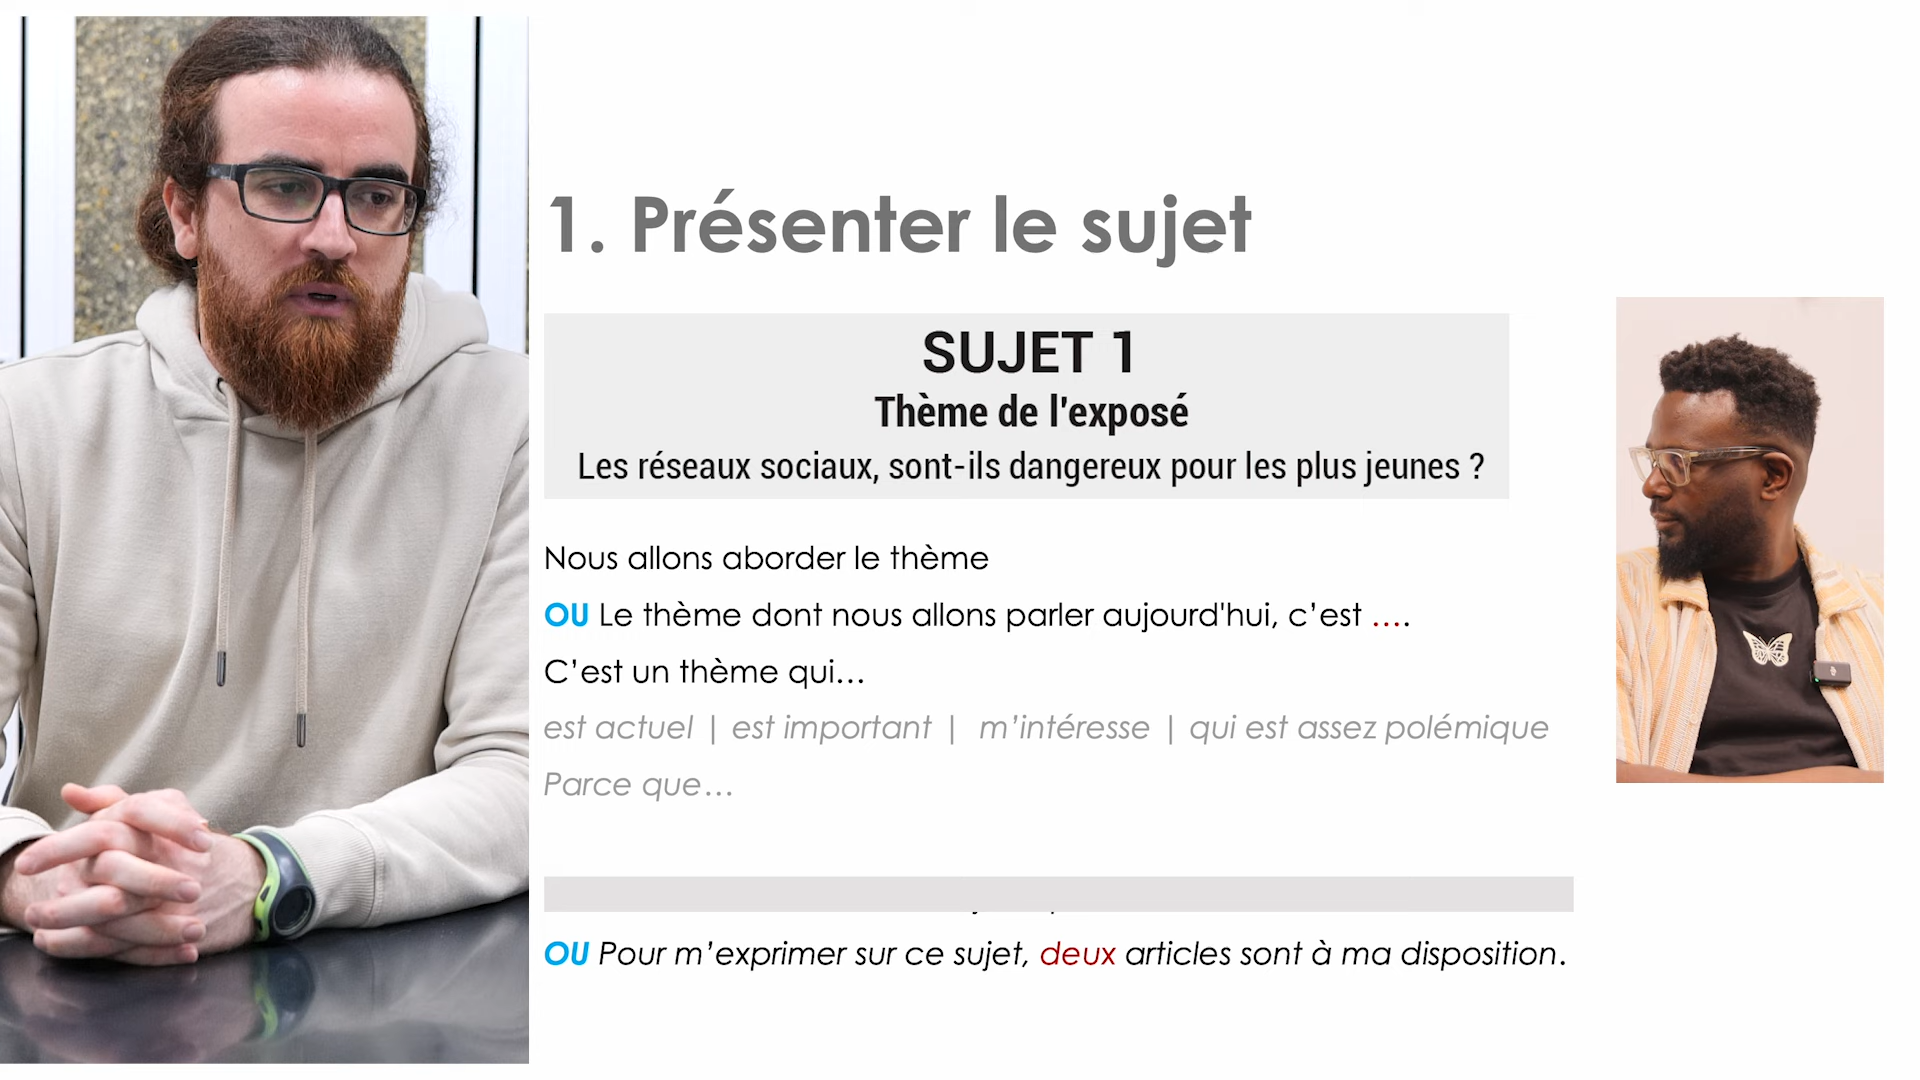 1. Présenter le sujet
SUJET 1
Thème de l'exposé
Les réseaux sociaux, sont-ils dangereux pour les plus jeunes ?
Nous allons aborder le thème
OU Le thème dont nous allons parler aujourd'hui, c’est ....
C’est un thème qui…
est actuel | est important | m’intéresse | qui est assez polémique
Parce que…
OU Pour m’exprimer sur ce sujet, deux articles sont à ma disposition.